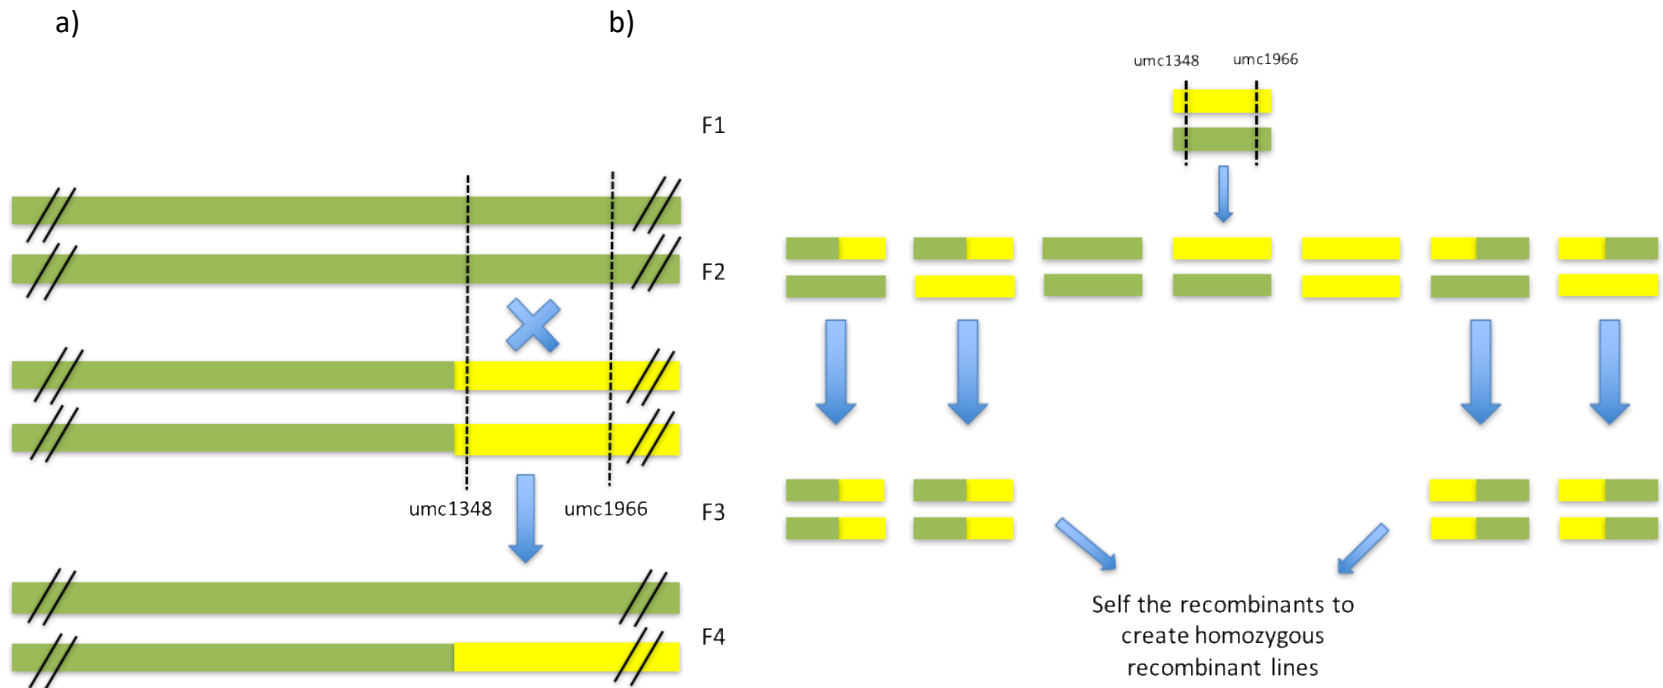 a)
b)
umc1348
umc1966
F1
F2
umc1348
umc1966
F3
Self the recombinants to
create homozygous
recombinant lines
F4